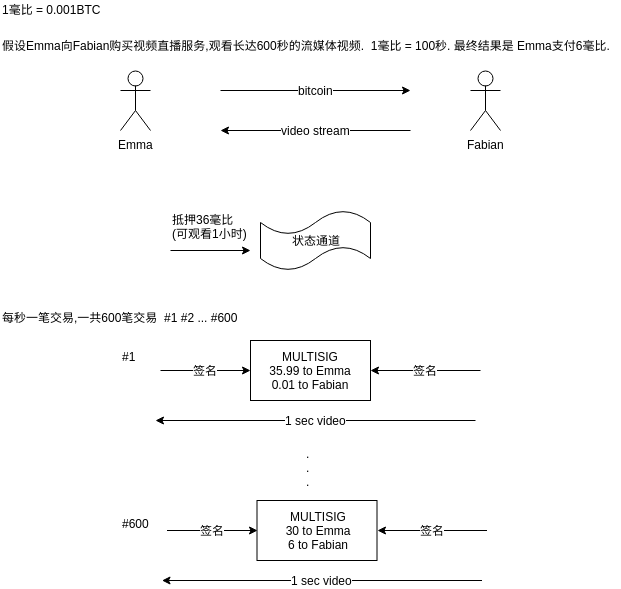 1毫比 = 0.001BTC
假设Emma向Fabian购买视频直播服务,观看长达600秒的流媒体视频.  1毫比 = 100秒. 最终结果是 Emma支付6毫比.
bitcoin
video stream
Emma
Fabian
抵押36毫比
(可观看1小时)
状态通道
每秒一笔交易,一共600笔交易  #1 #2 ... #600
#1
签名
MULTISIG
35.99 to Emma
0.01 to Fabian
签名
1 sec video
.
.
.
#600
签名
MULTISIG
30 to Emma
6 to Fabian
签名
1 sec video